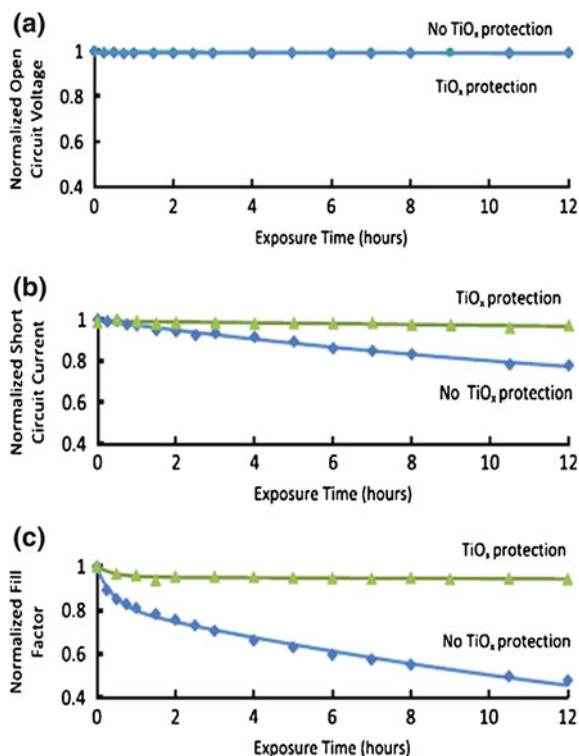 (a)
No TiOₓ protection
TiOₓ protection
Normalized Open
Circuit Voltage
1
0.8
0.6
0.4
0 2 4 6 8 10 12
Exposure Time (hours)
(b)
TiOₓ protection
No TiOₓ protection
Normalized Short
Circuit Current
1
0.8
0.6
0.4
0 2 4 6 8 10 12
Exposure Time (hours)
(c)
TiOₓ protection
No TiOₓ protection
Normalized Fill
Factor
1
0.8
0.6
0.4
0 2 4 6 8 10 12
Exposure Time (hours)